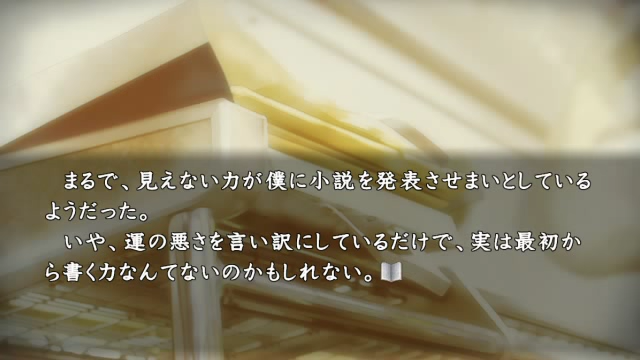 まるで、見えない力が僕に小説を発表させまいとしている
ようだった。
　いや、運の悪さを言い訳にしているだけで、実は最初か
ら書く力なんてないのかもしれない。